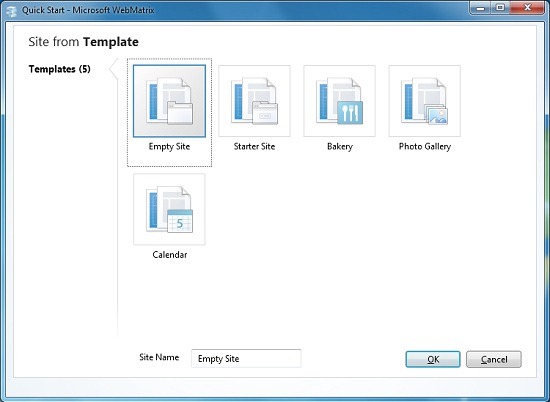 Quick Start - Microsoft WebMatrix
Site from Template
Templates (5)
Empty Site Starter Site Bakery Photo Gallery
5
Calendar
Site Name Empty Site OK Cancel